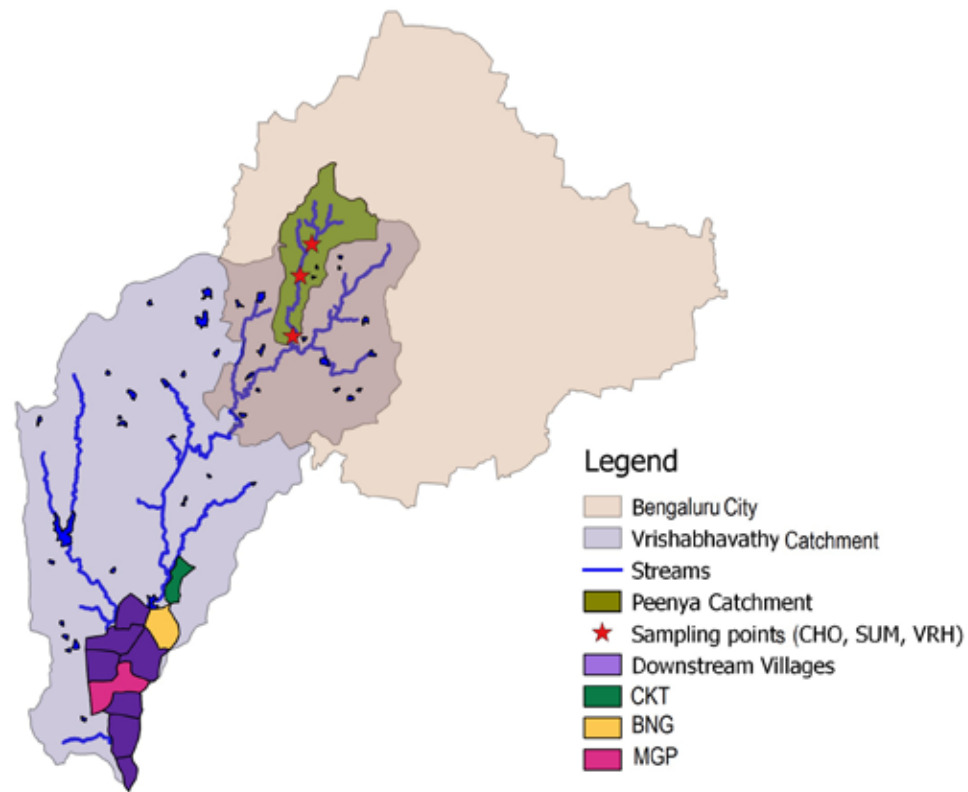 Legend
Bengaluru City
Vrishabhavathy Catchment
Streams
Peenya Catchment
Sampling points (CHO, SUM, VRH)
Downstream Villages
CKT
BNG
MGP